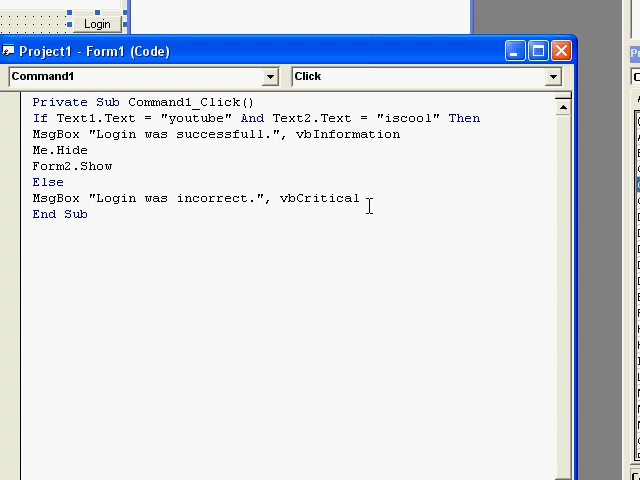 Login
Project1 - Form1 (Code)
Command1 Click
Private Sub Command1_Click()
If Text1.Text = "youtube" And Text2.Text = "iscool" Then
MsgBox "Login was successfull.", vbInformation
Me.Hide
Form2.Show
Else
MsgBox "Login was incorrect.", vbCritical
End Sub